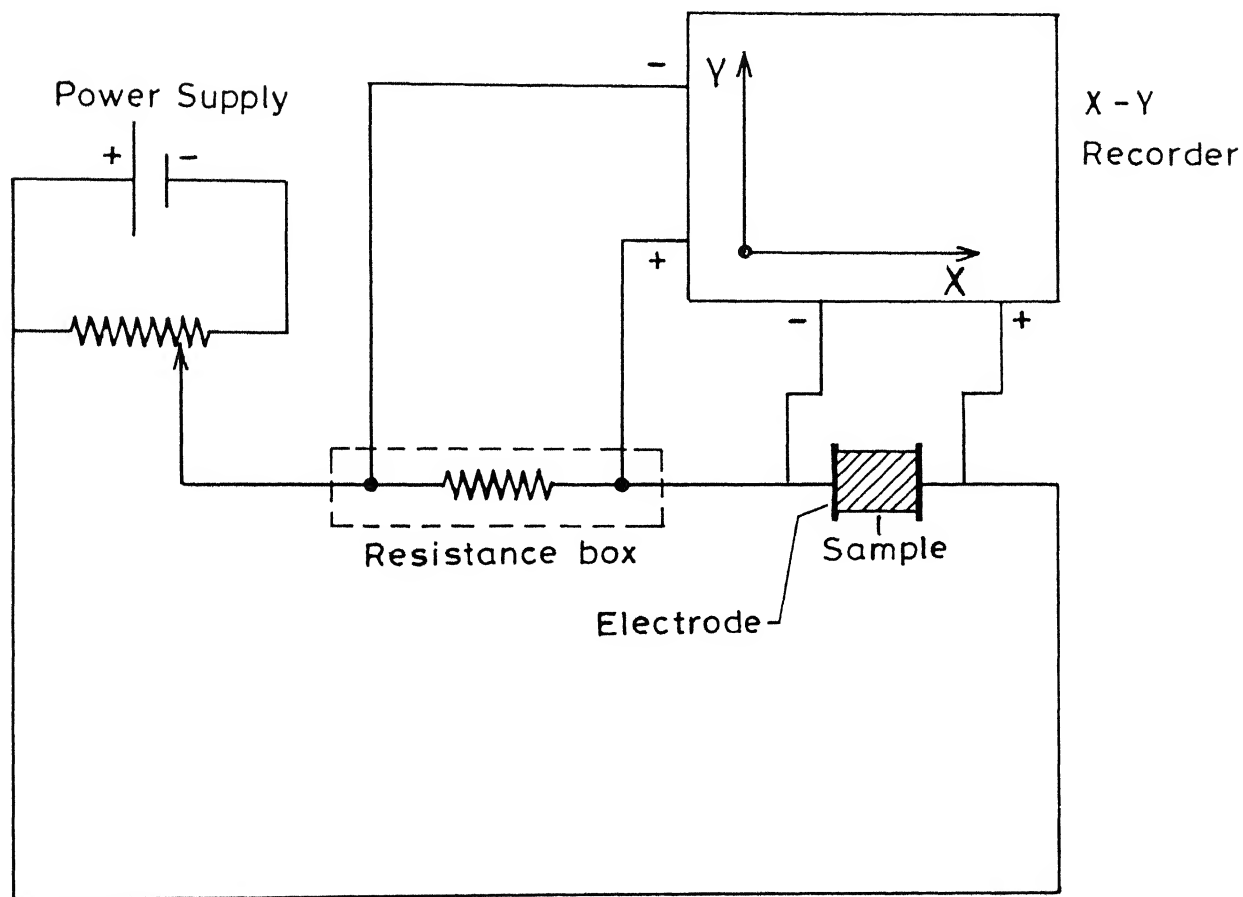 Power Supply
+ -
- Y
X - Y
Recorder
+
X
- +
Resistance box
Sample
Electrode